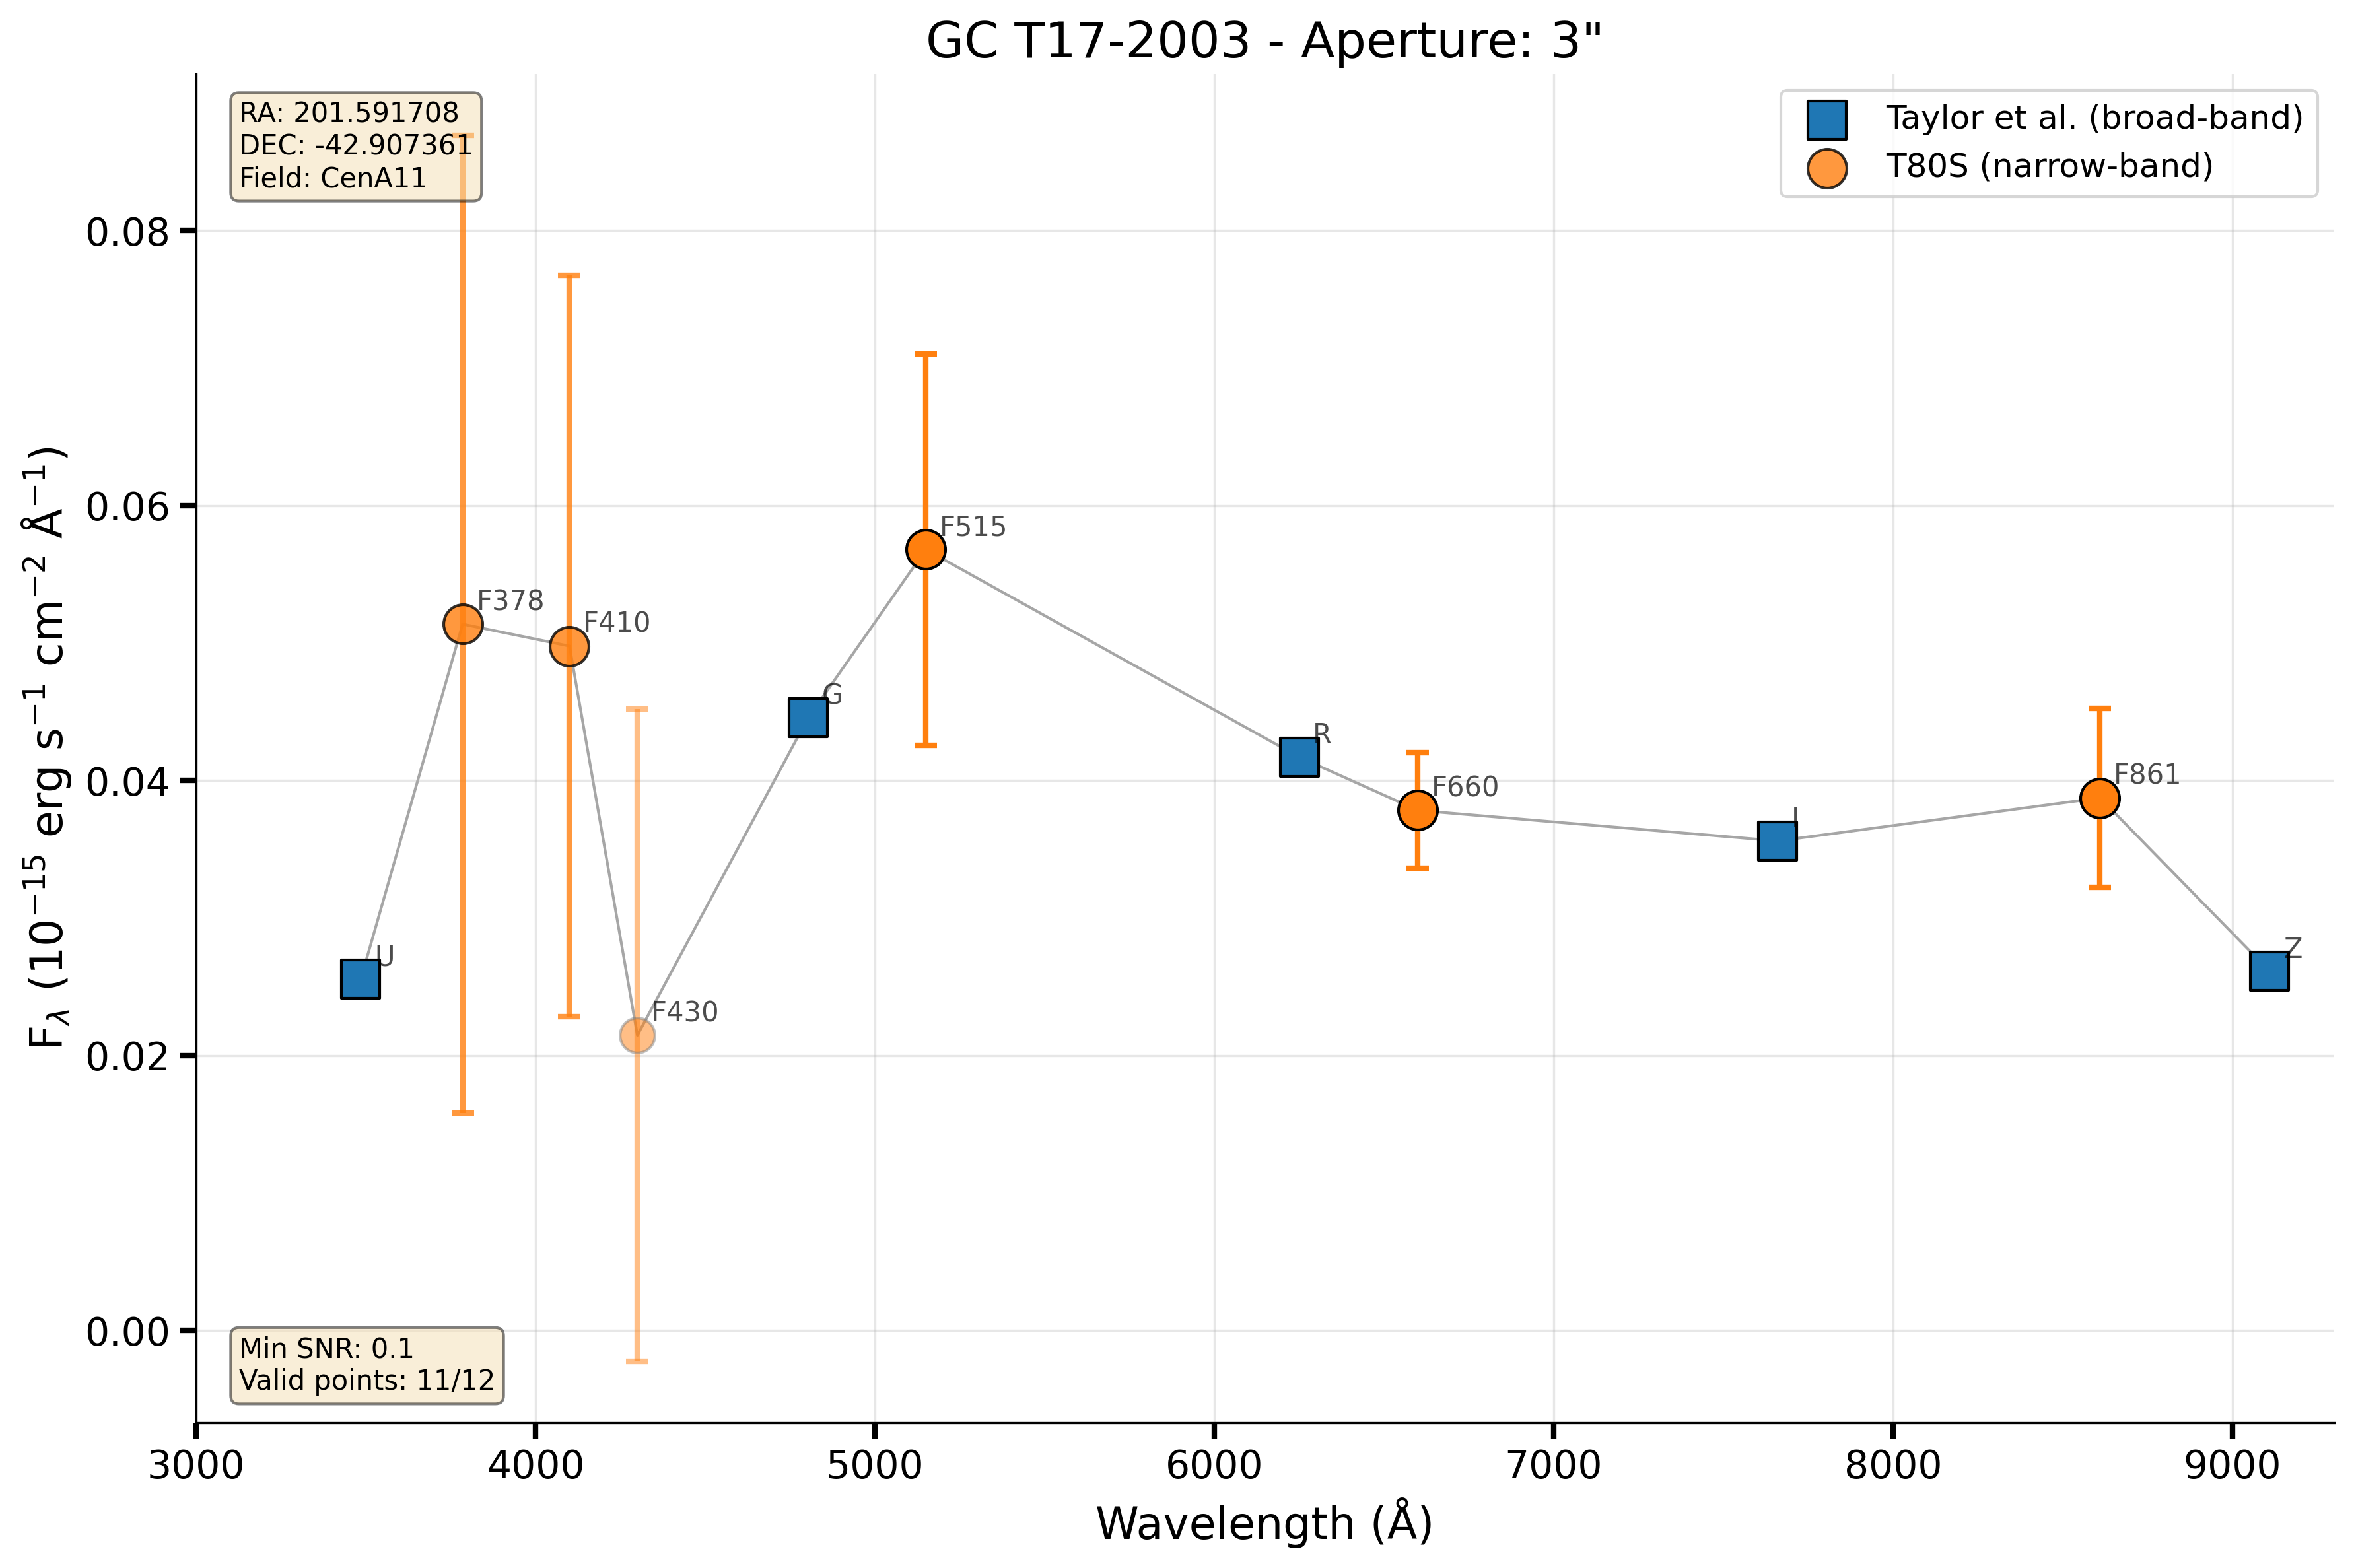 GC T17-2003 - Aperture: 3"
RA: 201.591708
DEC: -42.907361
Field: CenA11
Taylor et al. (broad-band)
T80S (narrow-band)
F$_λ$ (10$^{-15}$ erg s$^{-1}$ cm$^{-2}$ Å$^{-1}$)
0.08
0.06
0.04
0.02
0.00
U
F378
F410
F430
G
F515
R
F660
I
F861
Z
Min SNR: 0.1
Valid points: 11/12
3000 4000 5000 6000 7000 8000 9000
Wavelength (Å)